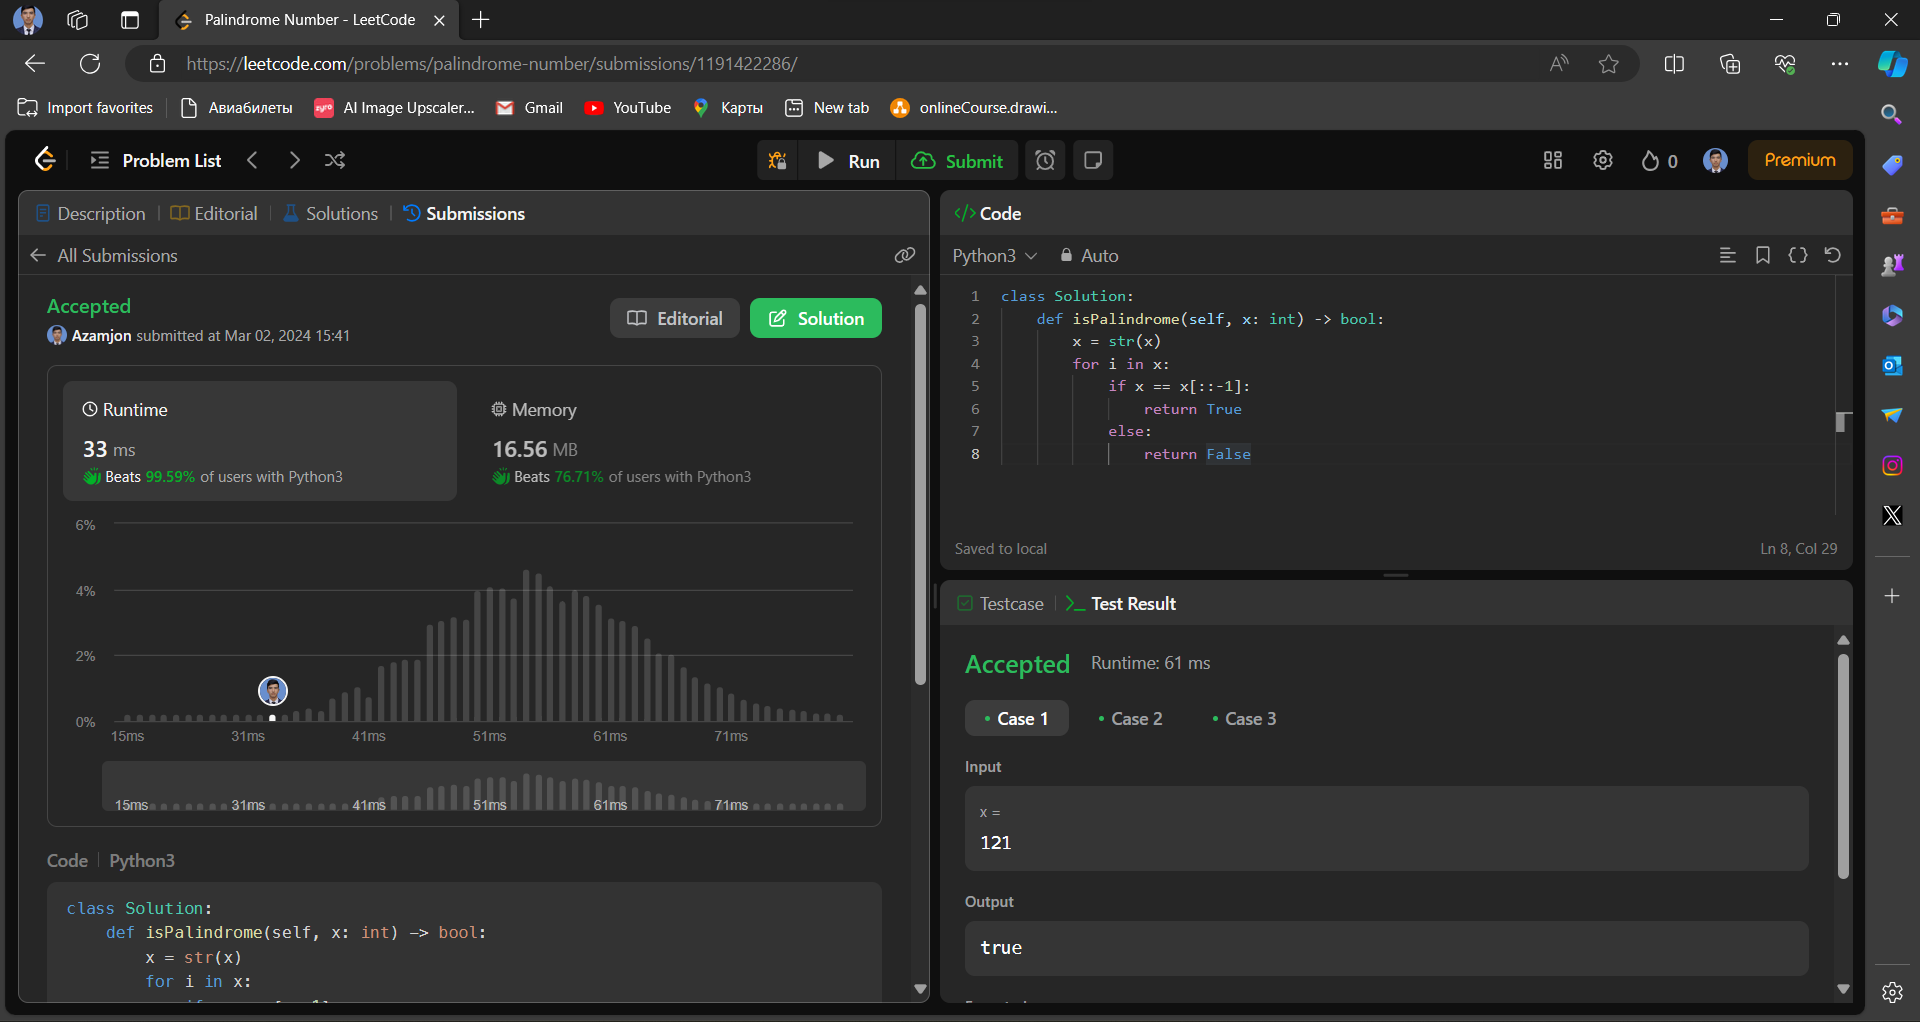 Palindrome Number - LeetCode
https://leetcode.com/problems/palindrome-number/submissions/1191422286/
Import favorites
Авиабилеты
zyro
AI Image Upscaler...
Gmail
YouTube
Карты
New tab
onlineCourse.drawi...
Problem List
Run
Submit
0
Premium
Description
Editorial
Solutions
Submissions
All Submissions
Accepted
Azamjon submitted at Mar 02, 2024 15:41
Editorial
Solution
Runtime
33 ms
Beats 99.59% of users with Python3
Memory
16.56 MB
Beats 76.71% of users with Python3
6%
4%
2%
0%
15ms 31ms 41ms 51ms 61ms 71ms
15ms 31ms 41ms 51ms 61ms 71ms
Code | Python3
class Solution:
def isPalindrome(self, x: int) -> bool:
x = str(x)
for i in x:
</> Code
Python3
Auto
1 class Solution:
2 def isPalindrome(self, x: int) -> bool:
3 x = str(x)
4 for i in x:
5 if x == x[::-1]:
6 return True
7 else:
8 return False
Saved to local
Ln 8, Col 29
Testcase
Test Result
Accepted
Runtime: 61 ms
Case 1
Case 2
Case 3
Input
x =
121
Output
true